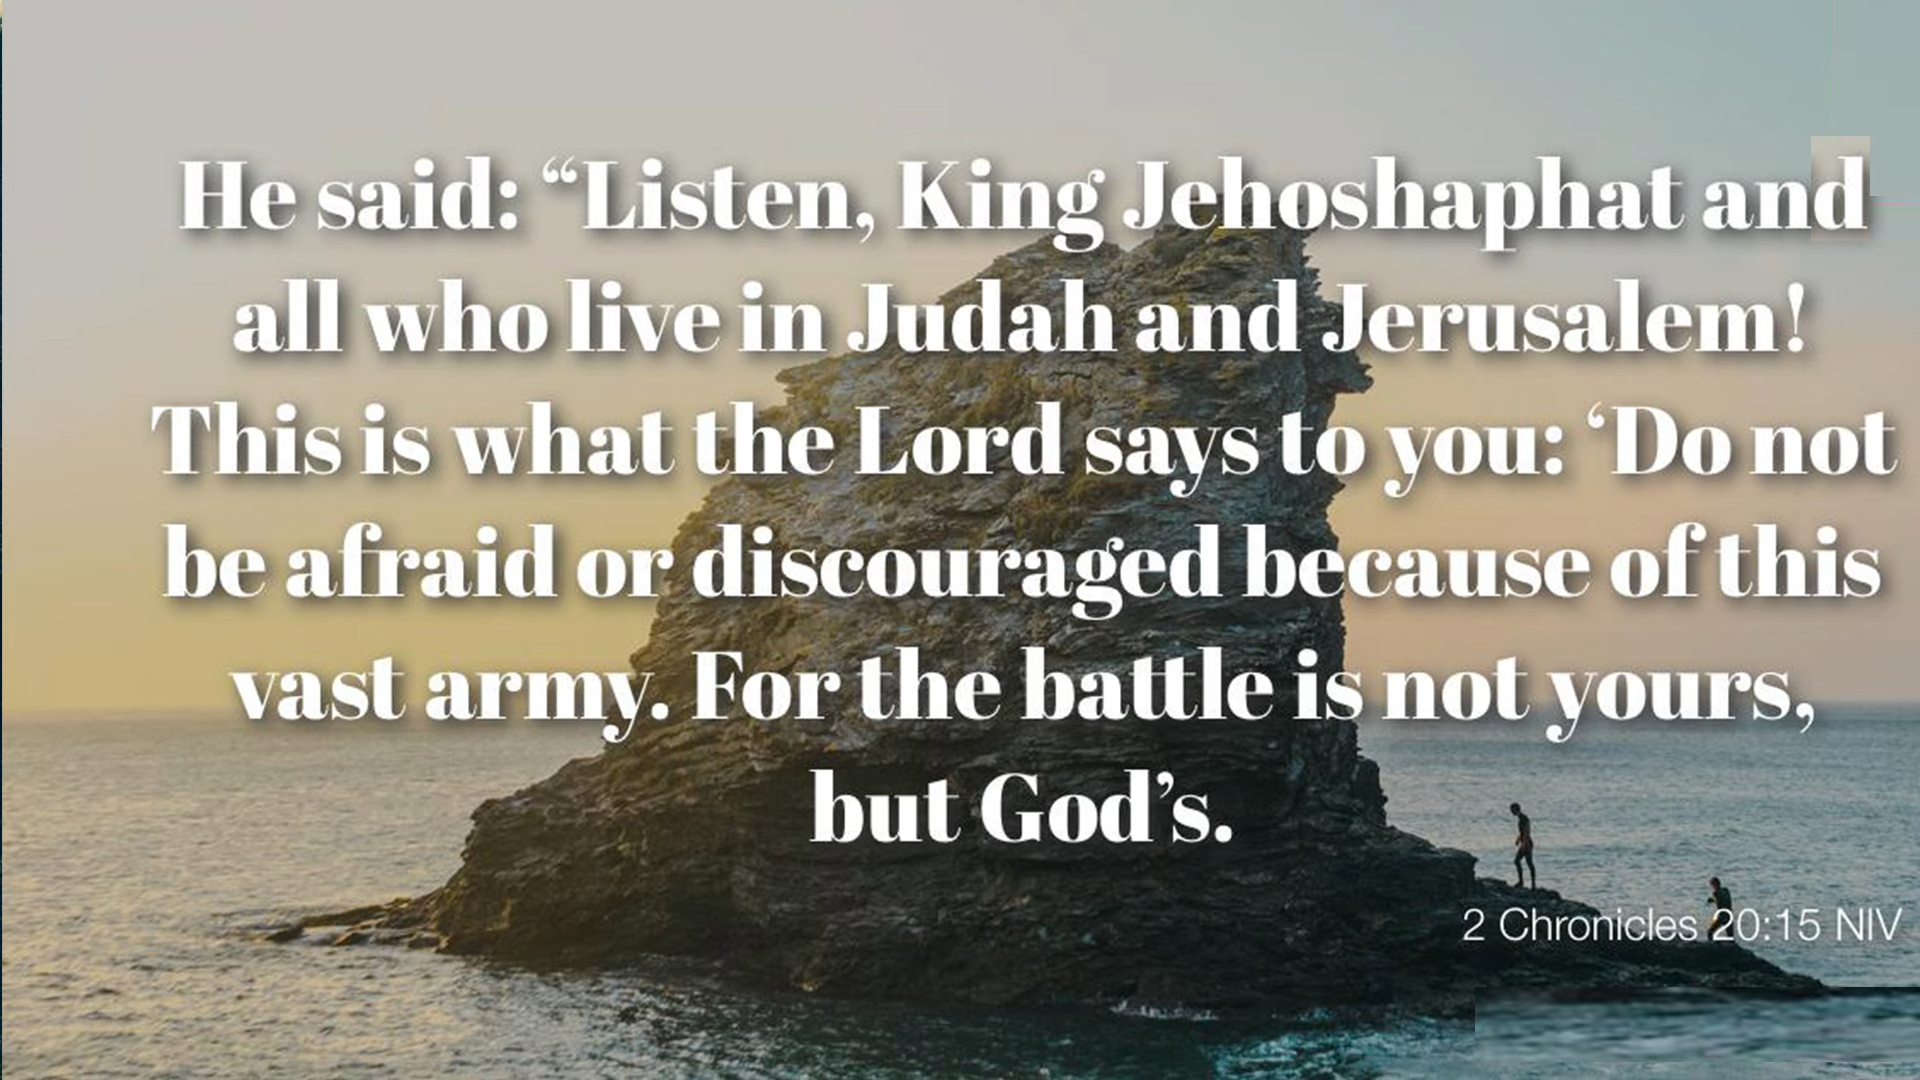 He said: “Listen, King Jehoshaphat and
all who live in Judah and Jerusalem!
This is what the Lord says to you: ‘Do not
be afraid or discouraged because of this
vast army. For the battle is not yours,
but God’s.
2 Chronicles 20:15 NIV